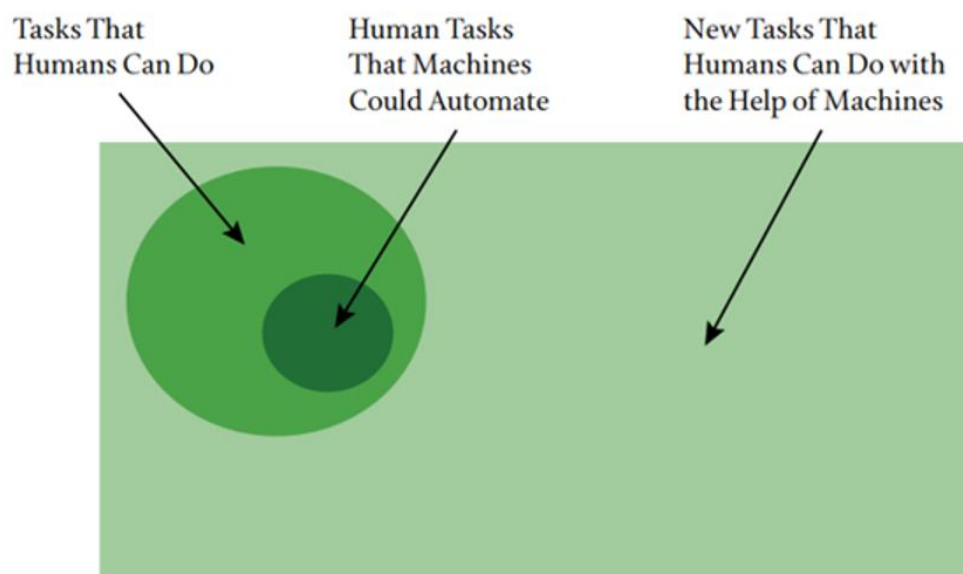 Tasks That
Humans Can Do
Human Tasks
That Machines
Could Automate
New Tasks That
Humans Can Do with
the Help of Machines